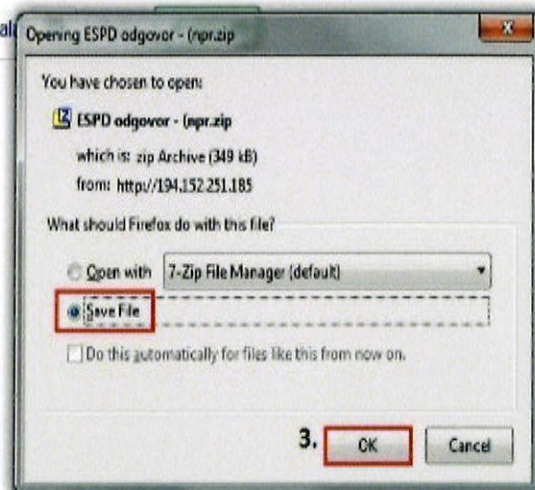 Opening ESPD odgovor - (npr.zip
You have chosen to open:
ESPD odgovor - (npr.zip
which is: zip Archive (349 kB)
from: http://194.152.251.185
What should Firefox do with this file?
Open with 7-Zip File Manager (default)
Save File
Do this automatically for files like this from now on.
3. OK Cancel